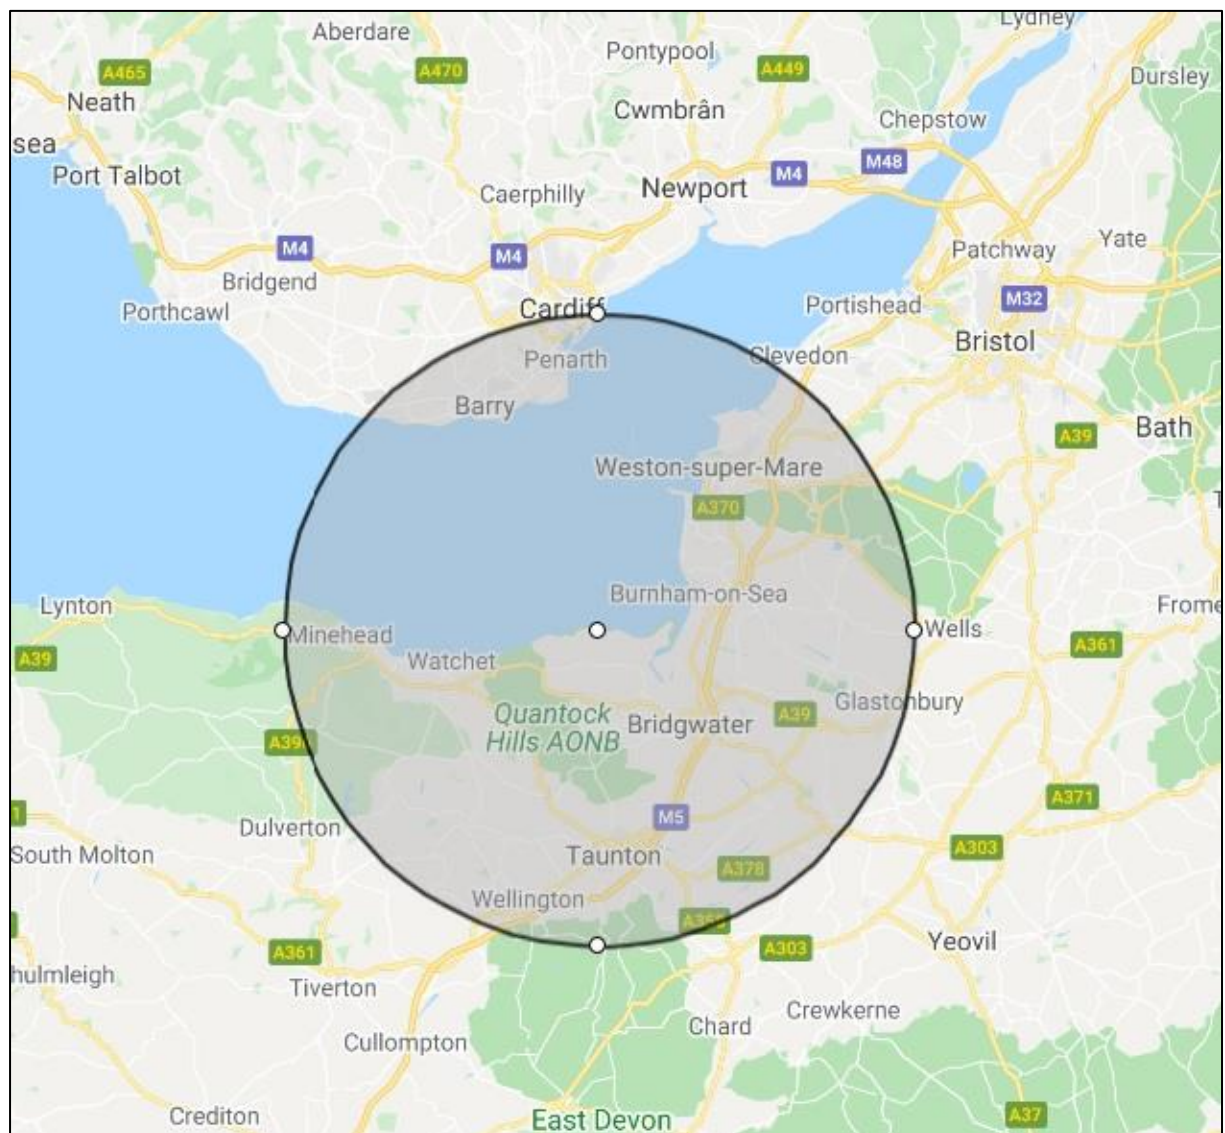 Lydney
Aberdare
Pontypool
A465
A470
A449
Dursley
Neath
Cwmbrân
Chepstow
sea
Port Talbot
M48
M4
Newport
Caerphilly
Yate
M4
M4
Patchway
Bridgend
Porthcawl
Cardiff
Portishead
M32
Bristol
Penarth
Clevedon
Barry
Bath
A39
Weston-super-Mare
A370
Burnham-on-Sea
Lynton
Frome
Minehead
Wells
A39
Watchet
A361
Glastonbury
Quantock
Hills AONB
Bridgwater
A39
A371
M5
Dulverton
South Molton
A303
Taunton
A378
Wellington
A361
A303
Yeovil
hulmleigh
Tiverton
Crewkerne
Chard
Cullompton
Crediton
East Devon
A37